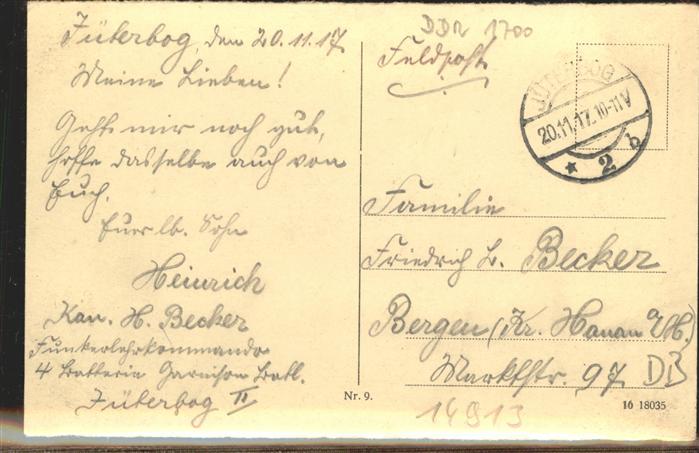 Jüterbog, den 20.11.17
Meine Lieben!
Geht mir noch gut,
hoffe dasselbe auch von
Euch.
Euer lb. Sohn
Heinrich
Kan. H. Becker
Funkerlehrkommando
4 Batterie Garnison Batl.
Jüterbog II
DDR 1700
Feldpost
JÜTERBOG
20.11.17. 10-11V
* 2 b
Familie
Friedrich B. Becker
Bergen (Kr. Hanau a/M.)
Marktstr. 97 DB
Nr. 9.
14913
16 18035